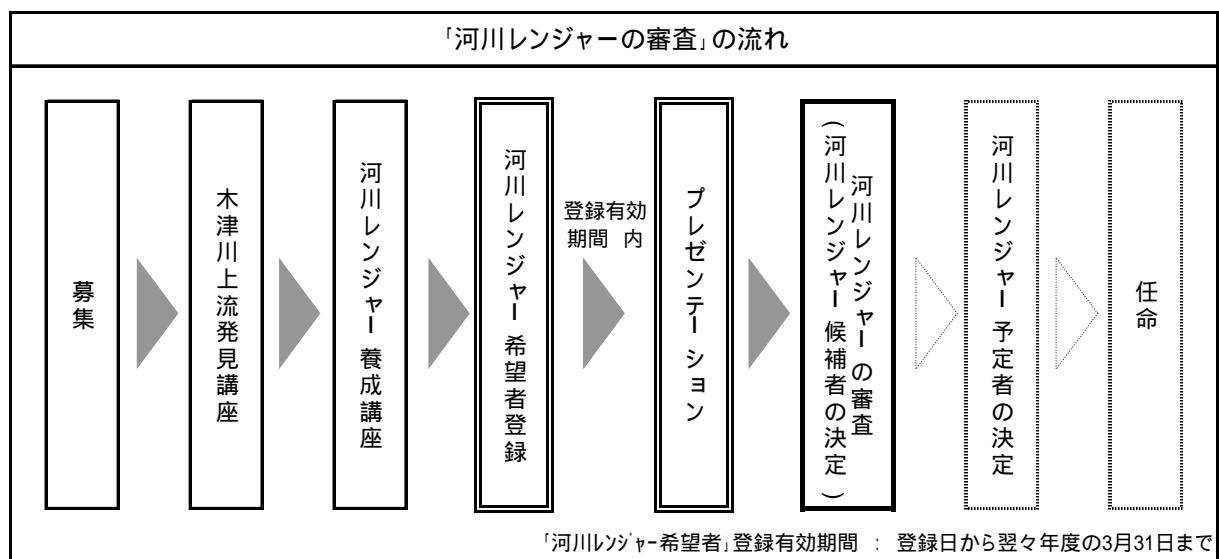 「河川レンジャーの審査」の流れ
募集
木津川上流発見講座
河川レンジャー養成講座
河川レンジャー希望者登録
登録有効
期間 内
プレゼンテーション
河川レンジャーの審査
(河川レンジャー候補者の決定)
河川レンジャー予定者の決定
任命
「河川レンジャー希望者」登録有効期間 : 登録日から翌々年度の3月31日まで